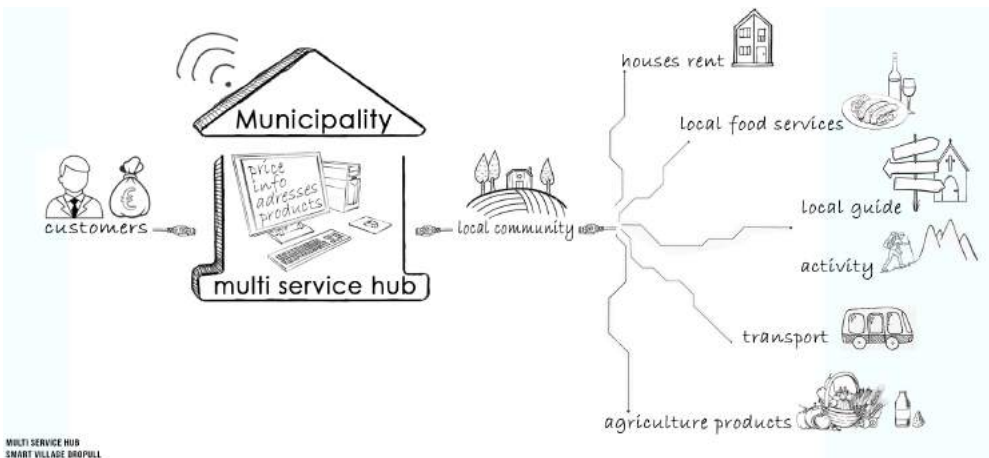 Municipality
price
info
adresses
products
multi service hub
customers
local community
houses rent
local food services
local guide
activity
transport
agriculture products
MULTI SERVICE HUB
SMART VILLAGE DROPULL